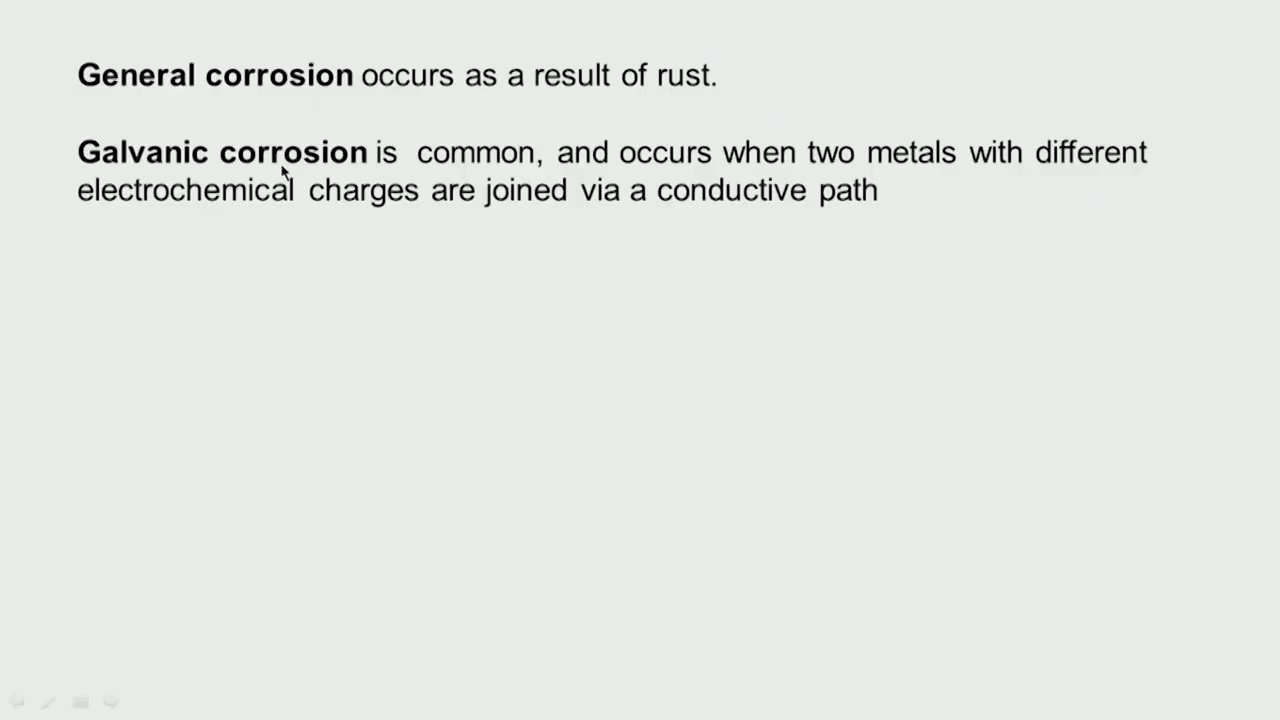 General corrosion occurs as a result of rust.
Galvanic corrosion is common, and occurs when two metals with different
electrochemical charges are joined via a conductive path